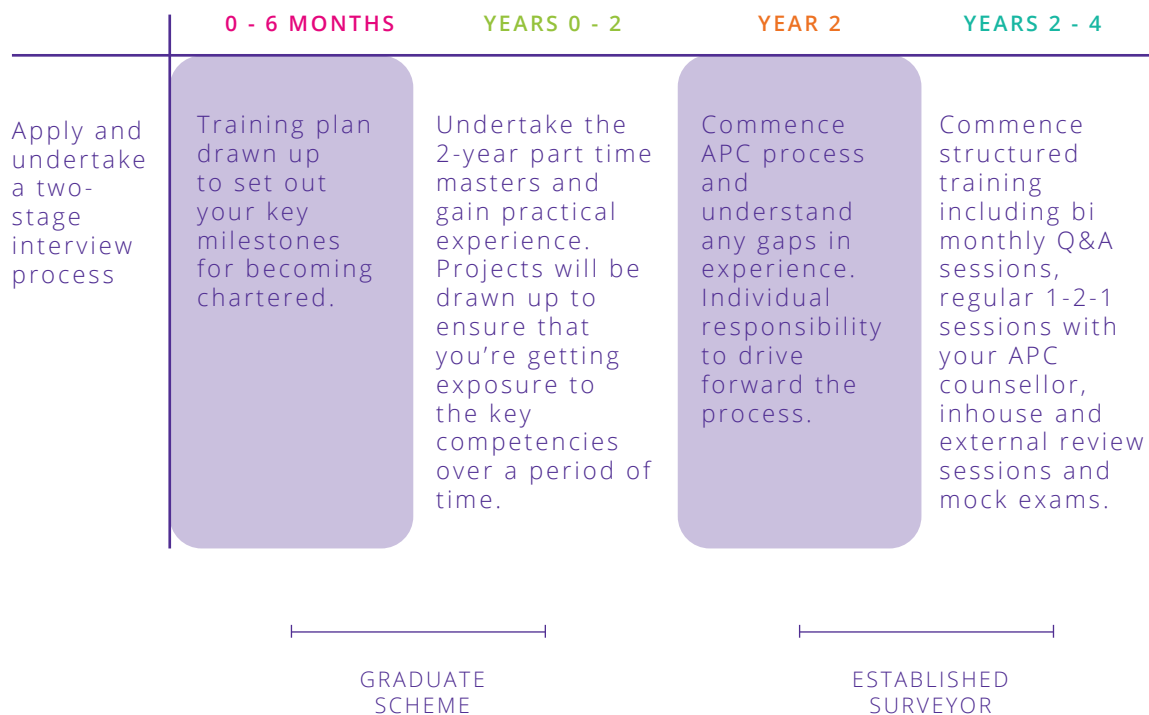 0 - 6 MONTHS
YEARS 0 - 2
YEAR 2
YEARS 2 - 4
Apply and
undertake
a two-
stage
interview
process
Training plan
drawn up
to set out
your key
milestones
for becoming
chartered.
Undertake the
2-year part time
masters and
gain practical
experience.
Projects will be
drawn up to
ensure that
you’re getting
exposure to
the key
competencies
over a period of
time.
Commence
APC process
and
understand
any gaps in
experience.
Individual
responsibility
to drive
forward the
process.
Commence
structured
training
including bi
monthly Q&A
sessions,
regular 1-2-1
sessions with
your APC
counsellor,
inhouse and
external review
sessions and
mock exams.
GRADUATE
SCHEME
ESTABLISHED
SURVEYOR